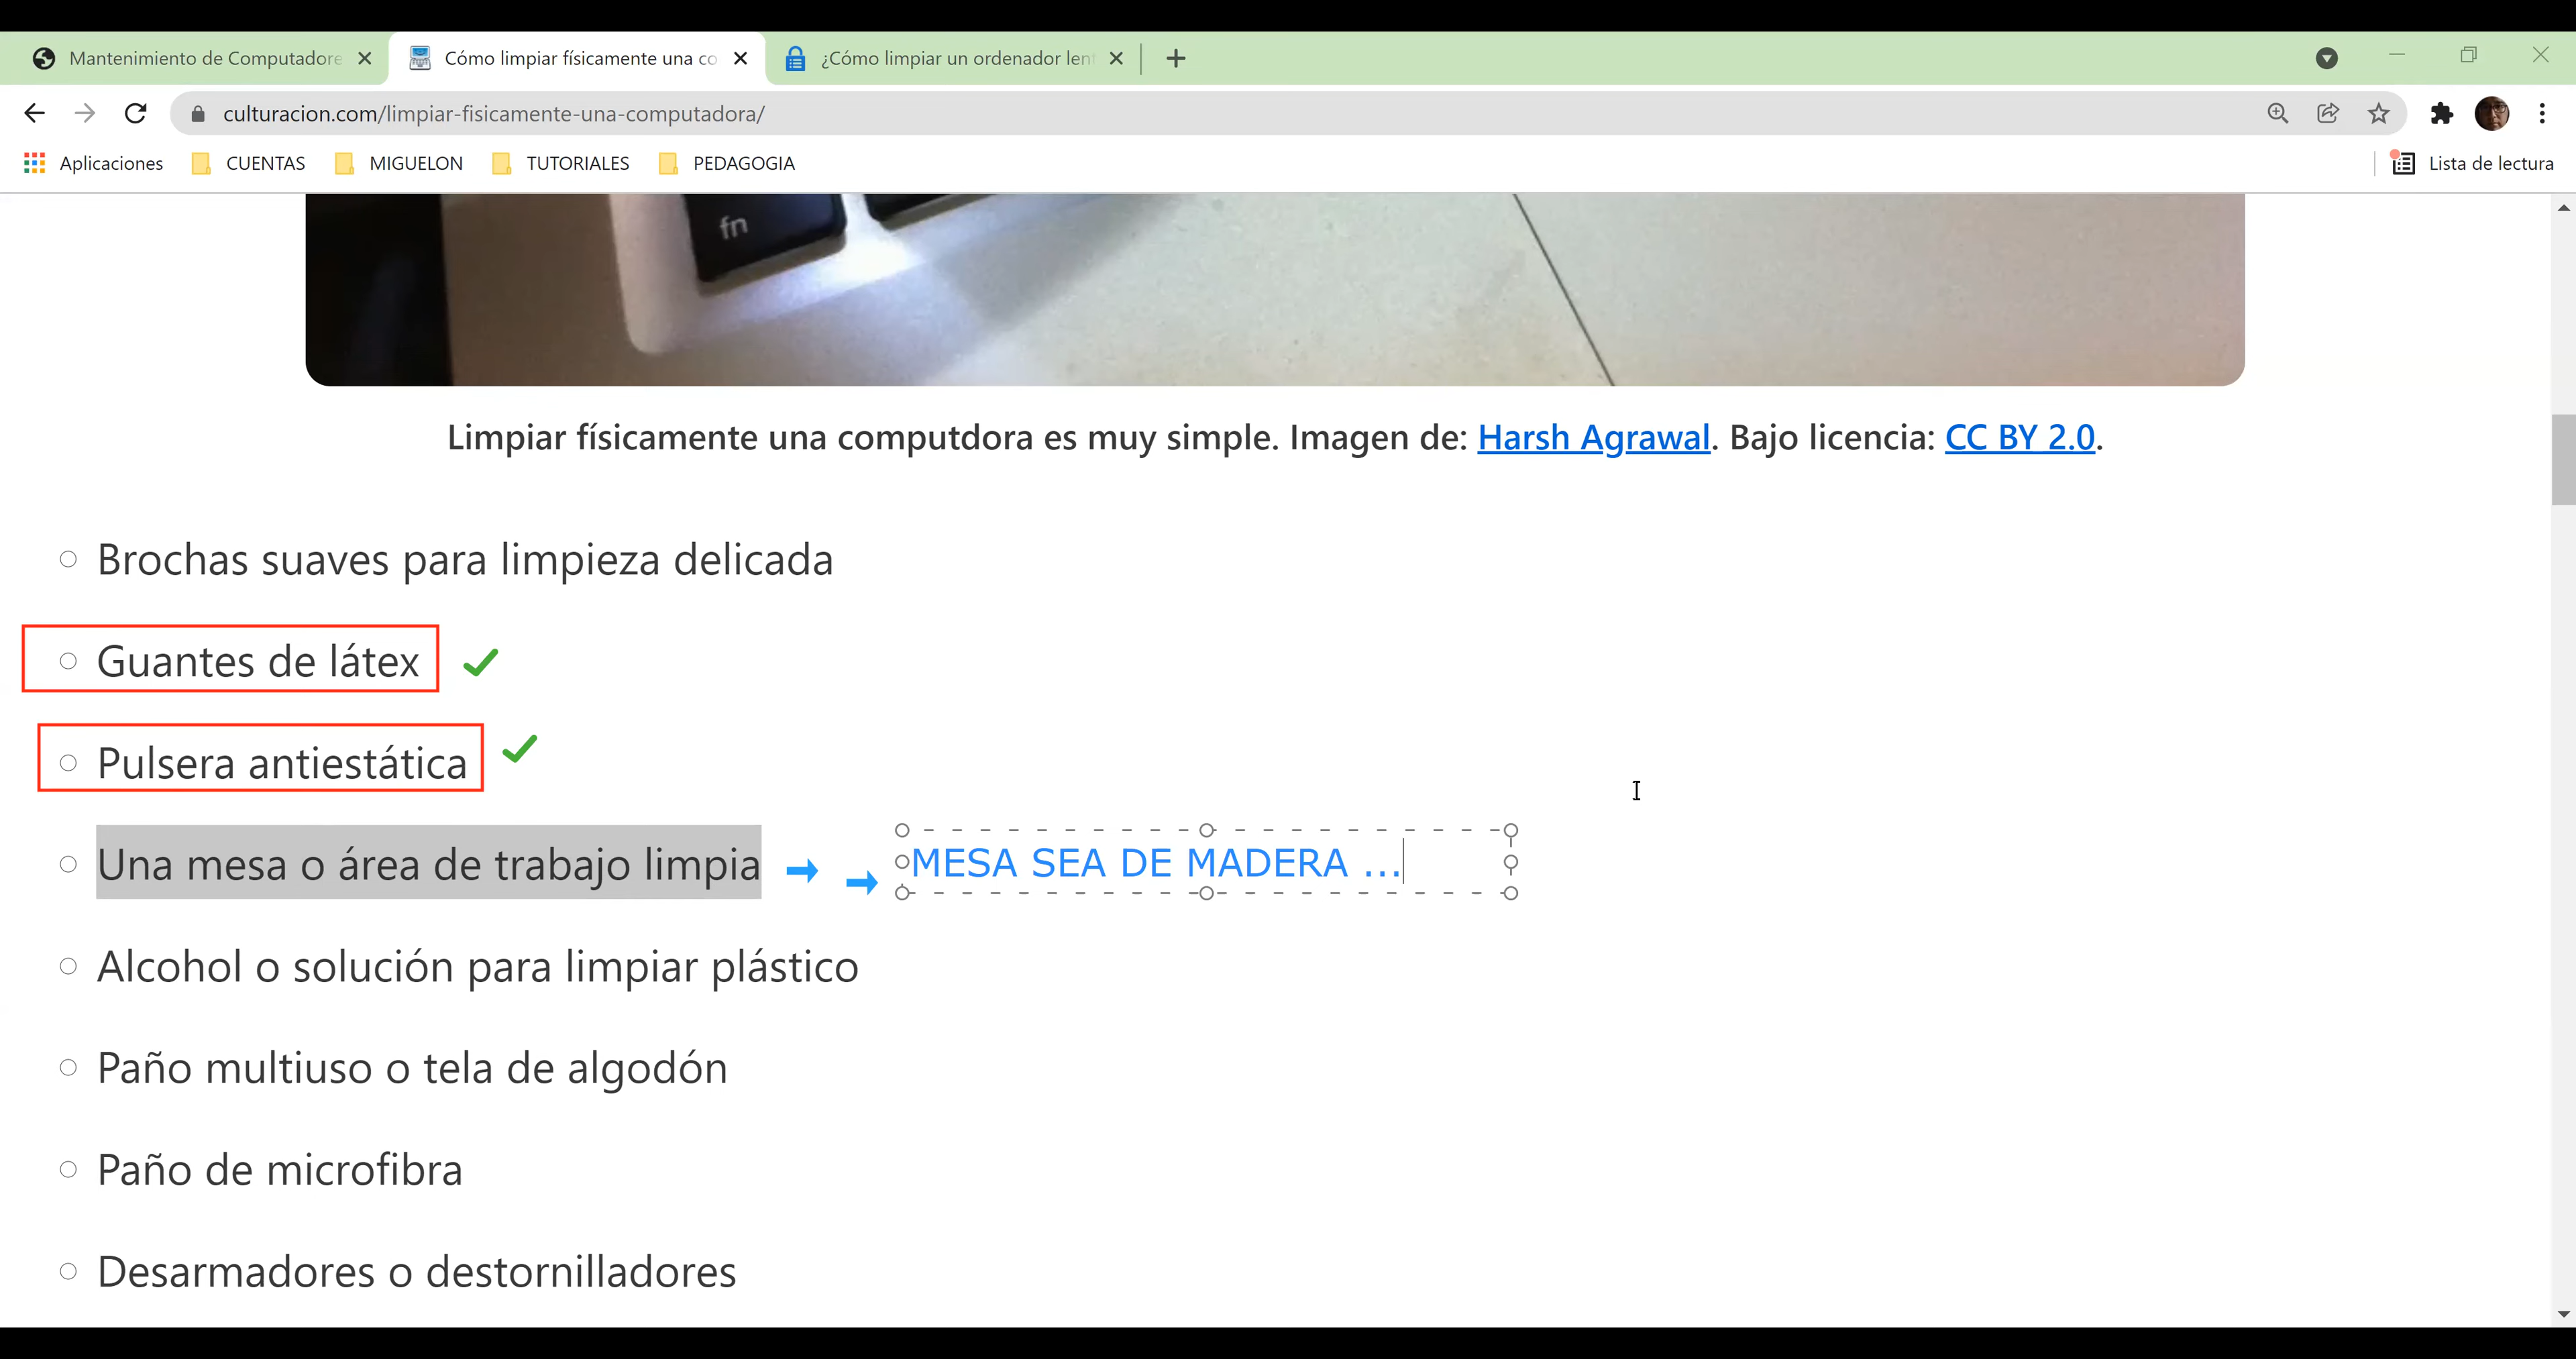 Mantenimiento de Computadore
Cómo limpiar físicamente una co
¿Cómo limpiar un ordenador len
culturacion.com/limpiar-fisicamente-una-computadora/
Aplicaciones CUENTAS MIGUELON TUTORIALES PEDAGOGIA Lista de lectura
fn
Limpiar físicamente una computdora es muy simple. Imagen de: Harsh Agrawal. Bajo licencia: CC BY 2.0.
Brochas suaves para limpieza delicada
Guantes de látex
Pulsera antiestática
Una mesa o área de trabajo limpia MESA SEA DE MADERA ...
Alcohol o solución para limpiar plástico
Paño multiuso o tela de algodón
Paño de microfibra
Desarmadores o destornilladores